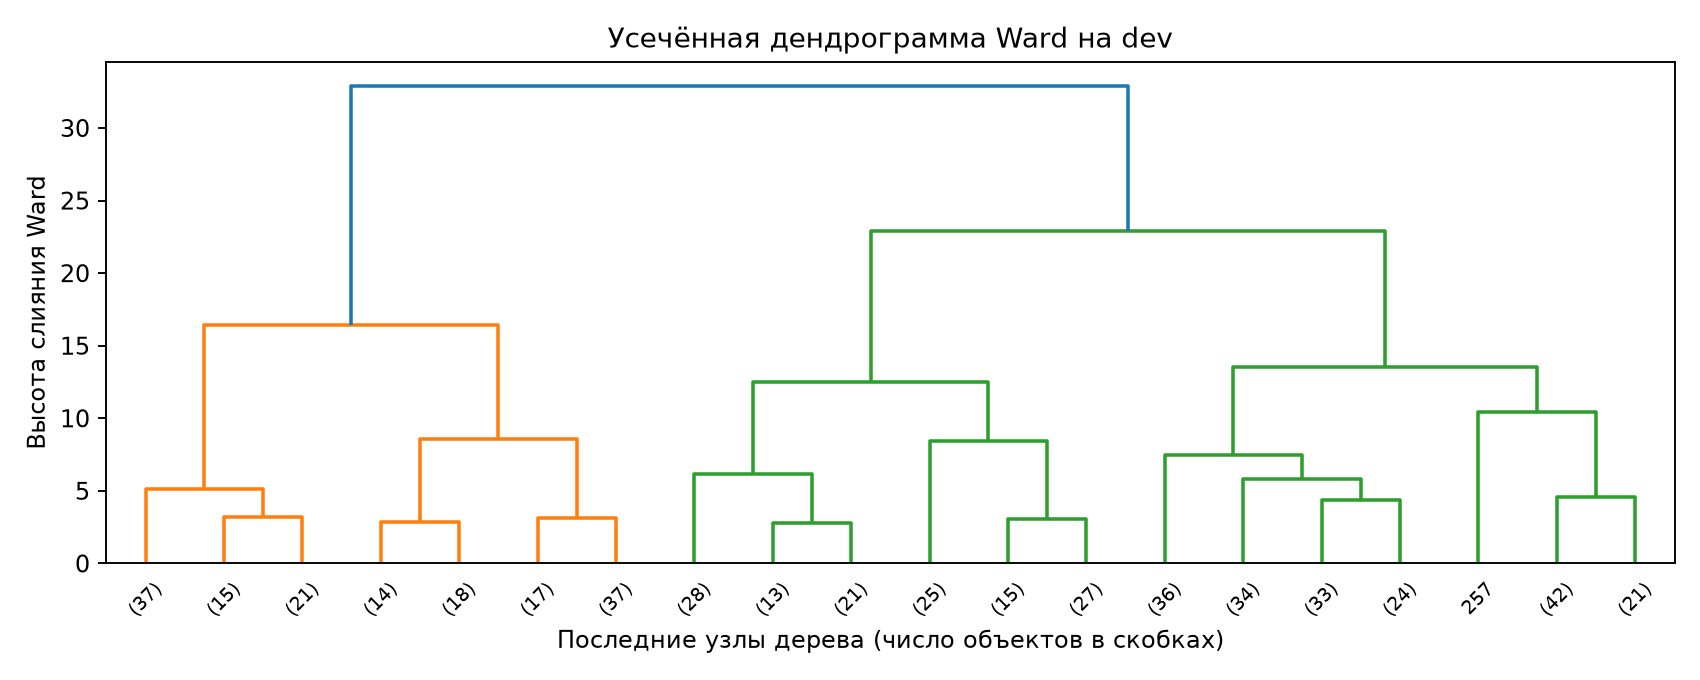 Усечённая дендрограмма Ward на dev
Высота слияния Ward
30
25
20
15
10
5
0
(37) (15) (21) (14) (18) (17) (37) (28) (13) (21) (25) (15) (27) (36) (34) (33) (24) 257 (42) (21)
Последние узлы дерева (число объектов в скобках)